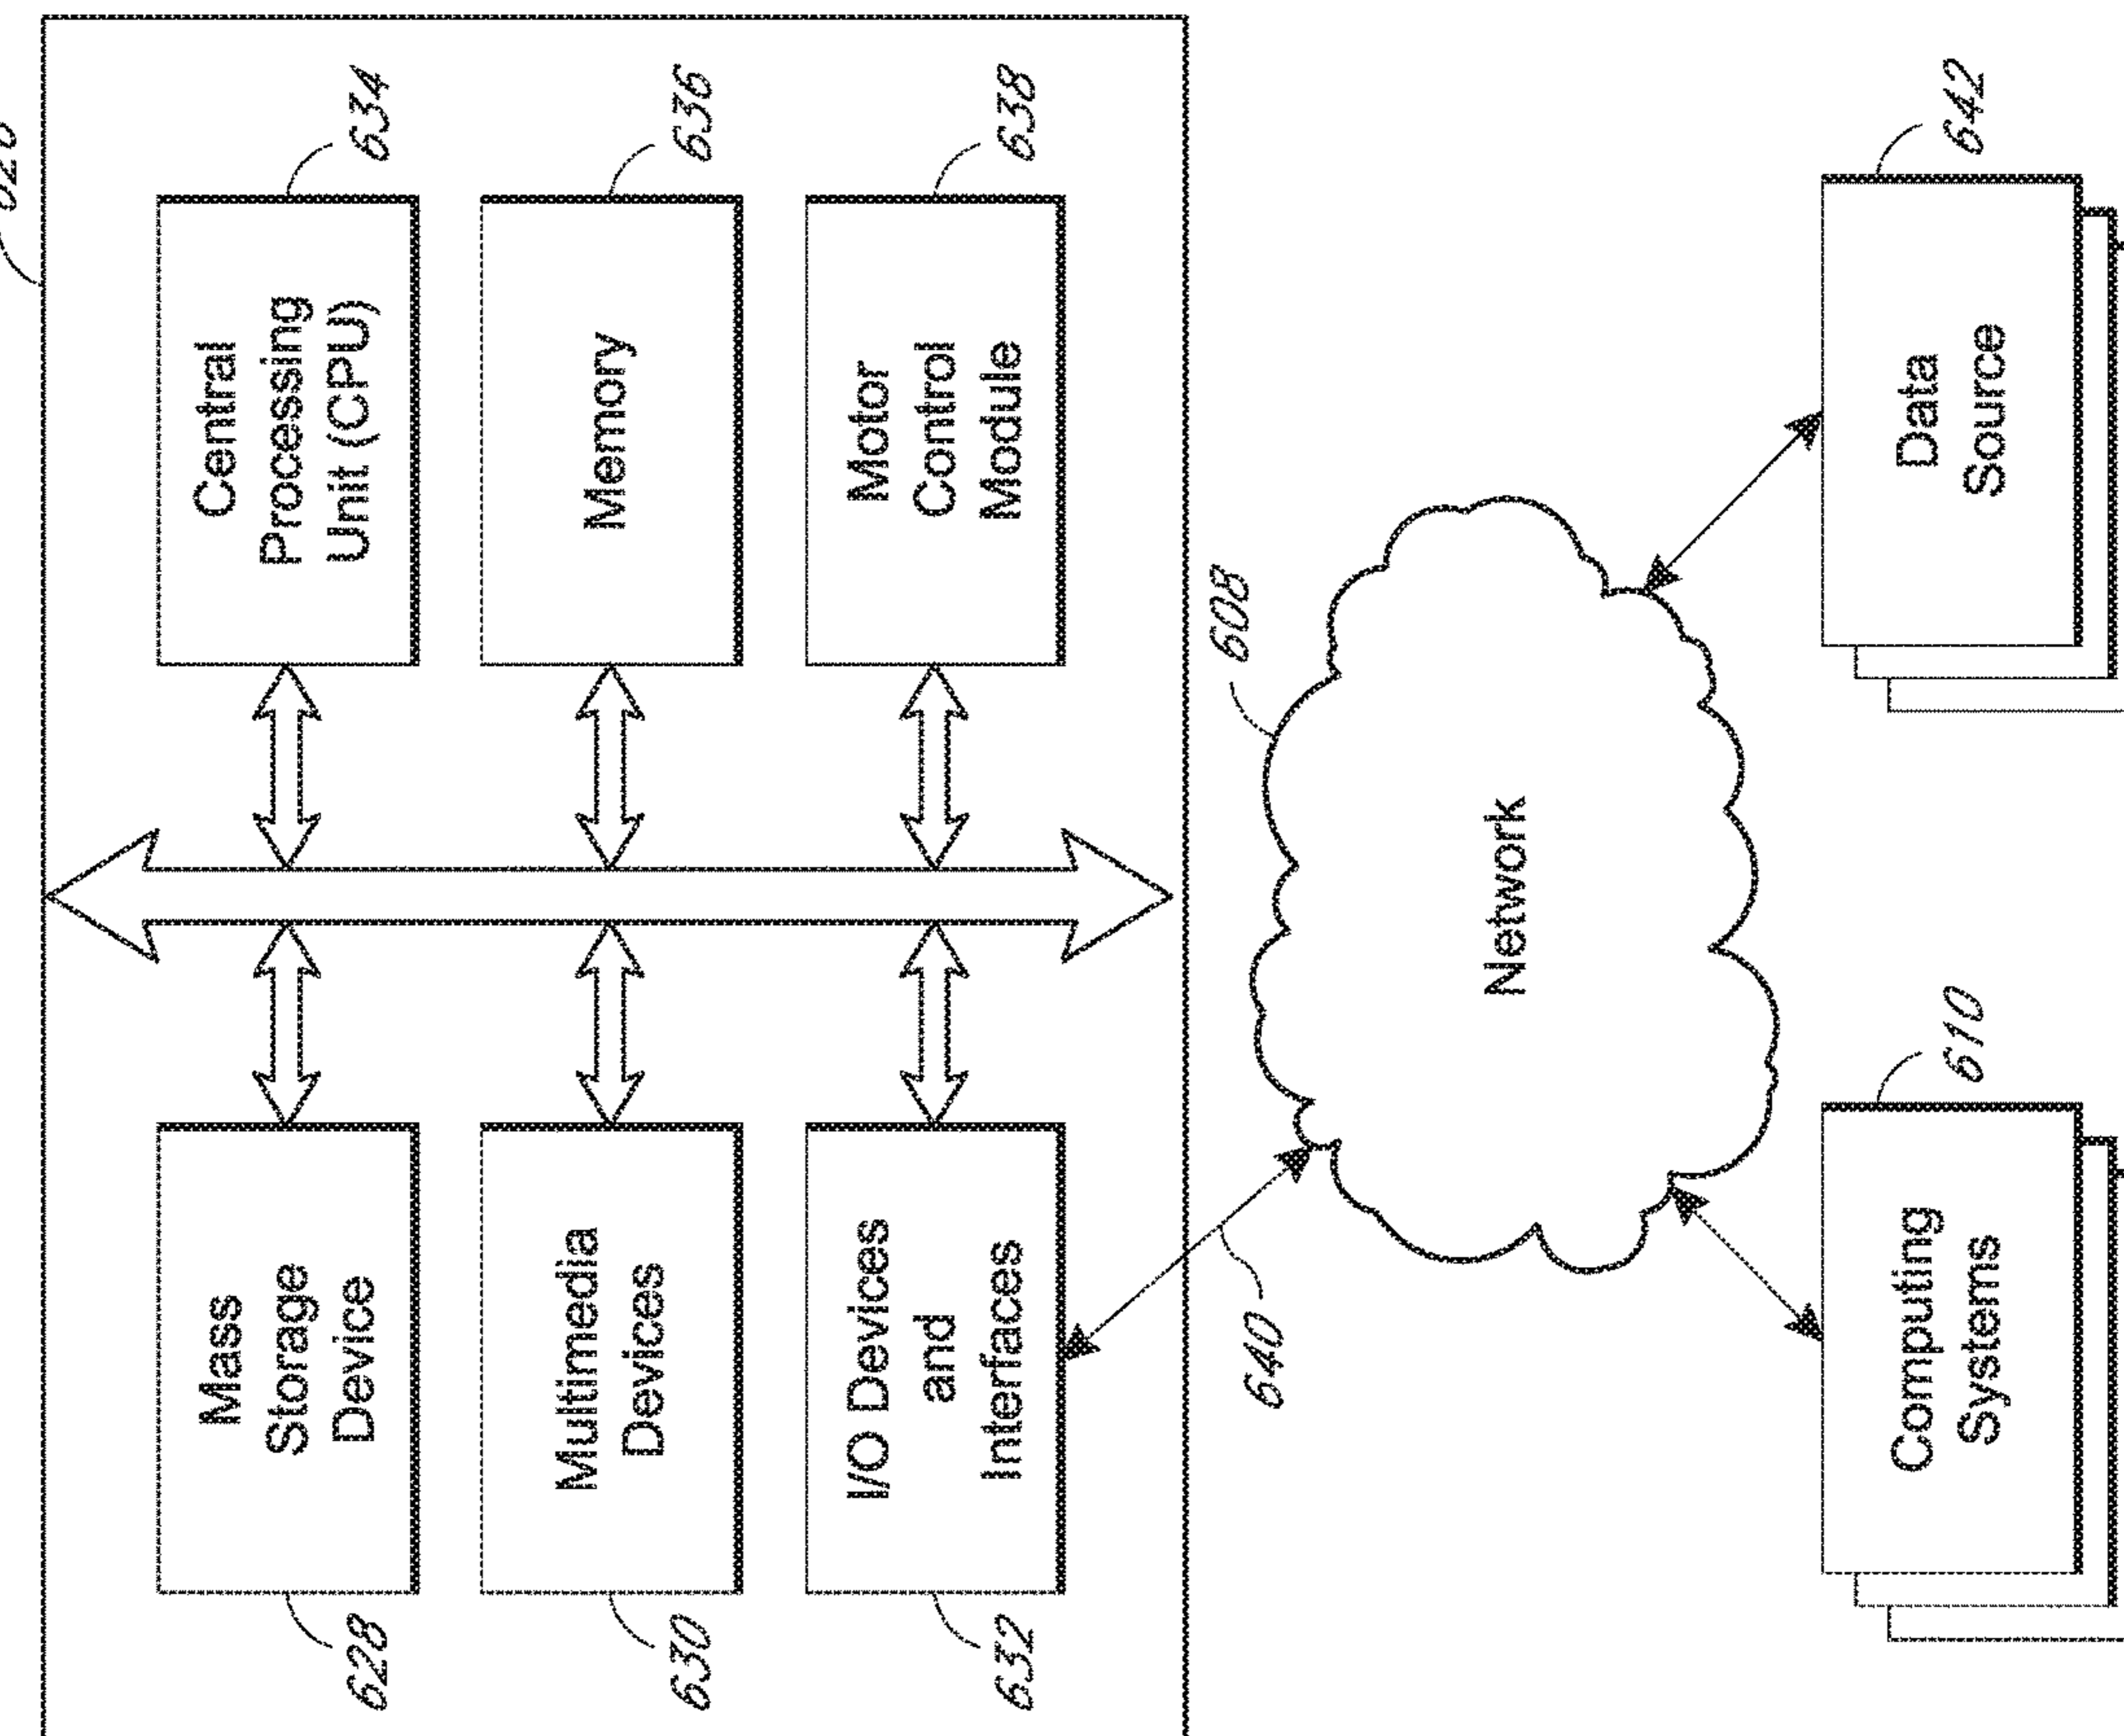 Mass
Storage
Device
628
Central
Processing
Unit (CPU)
634
Multimedia
Devices
630
Memory
636
I/O Devices
and
Interfaces
632
Motor
Control
Module
638
640
608
Network
Computing
Systems
610
Data
Source
642